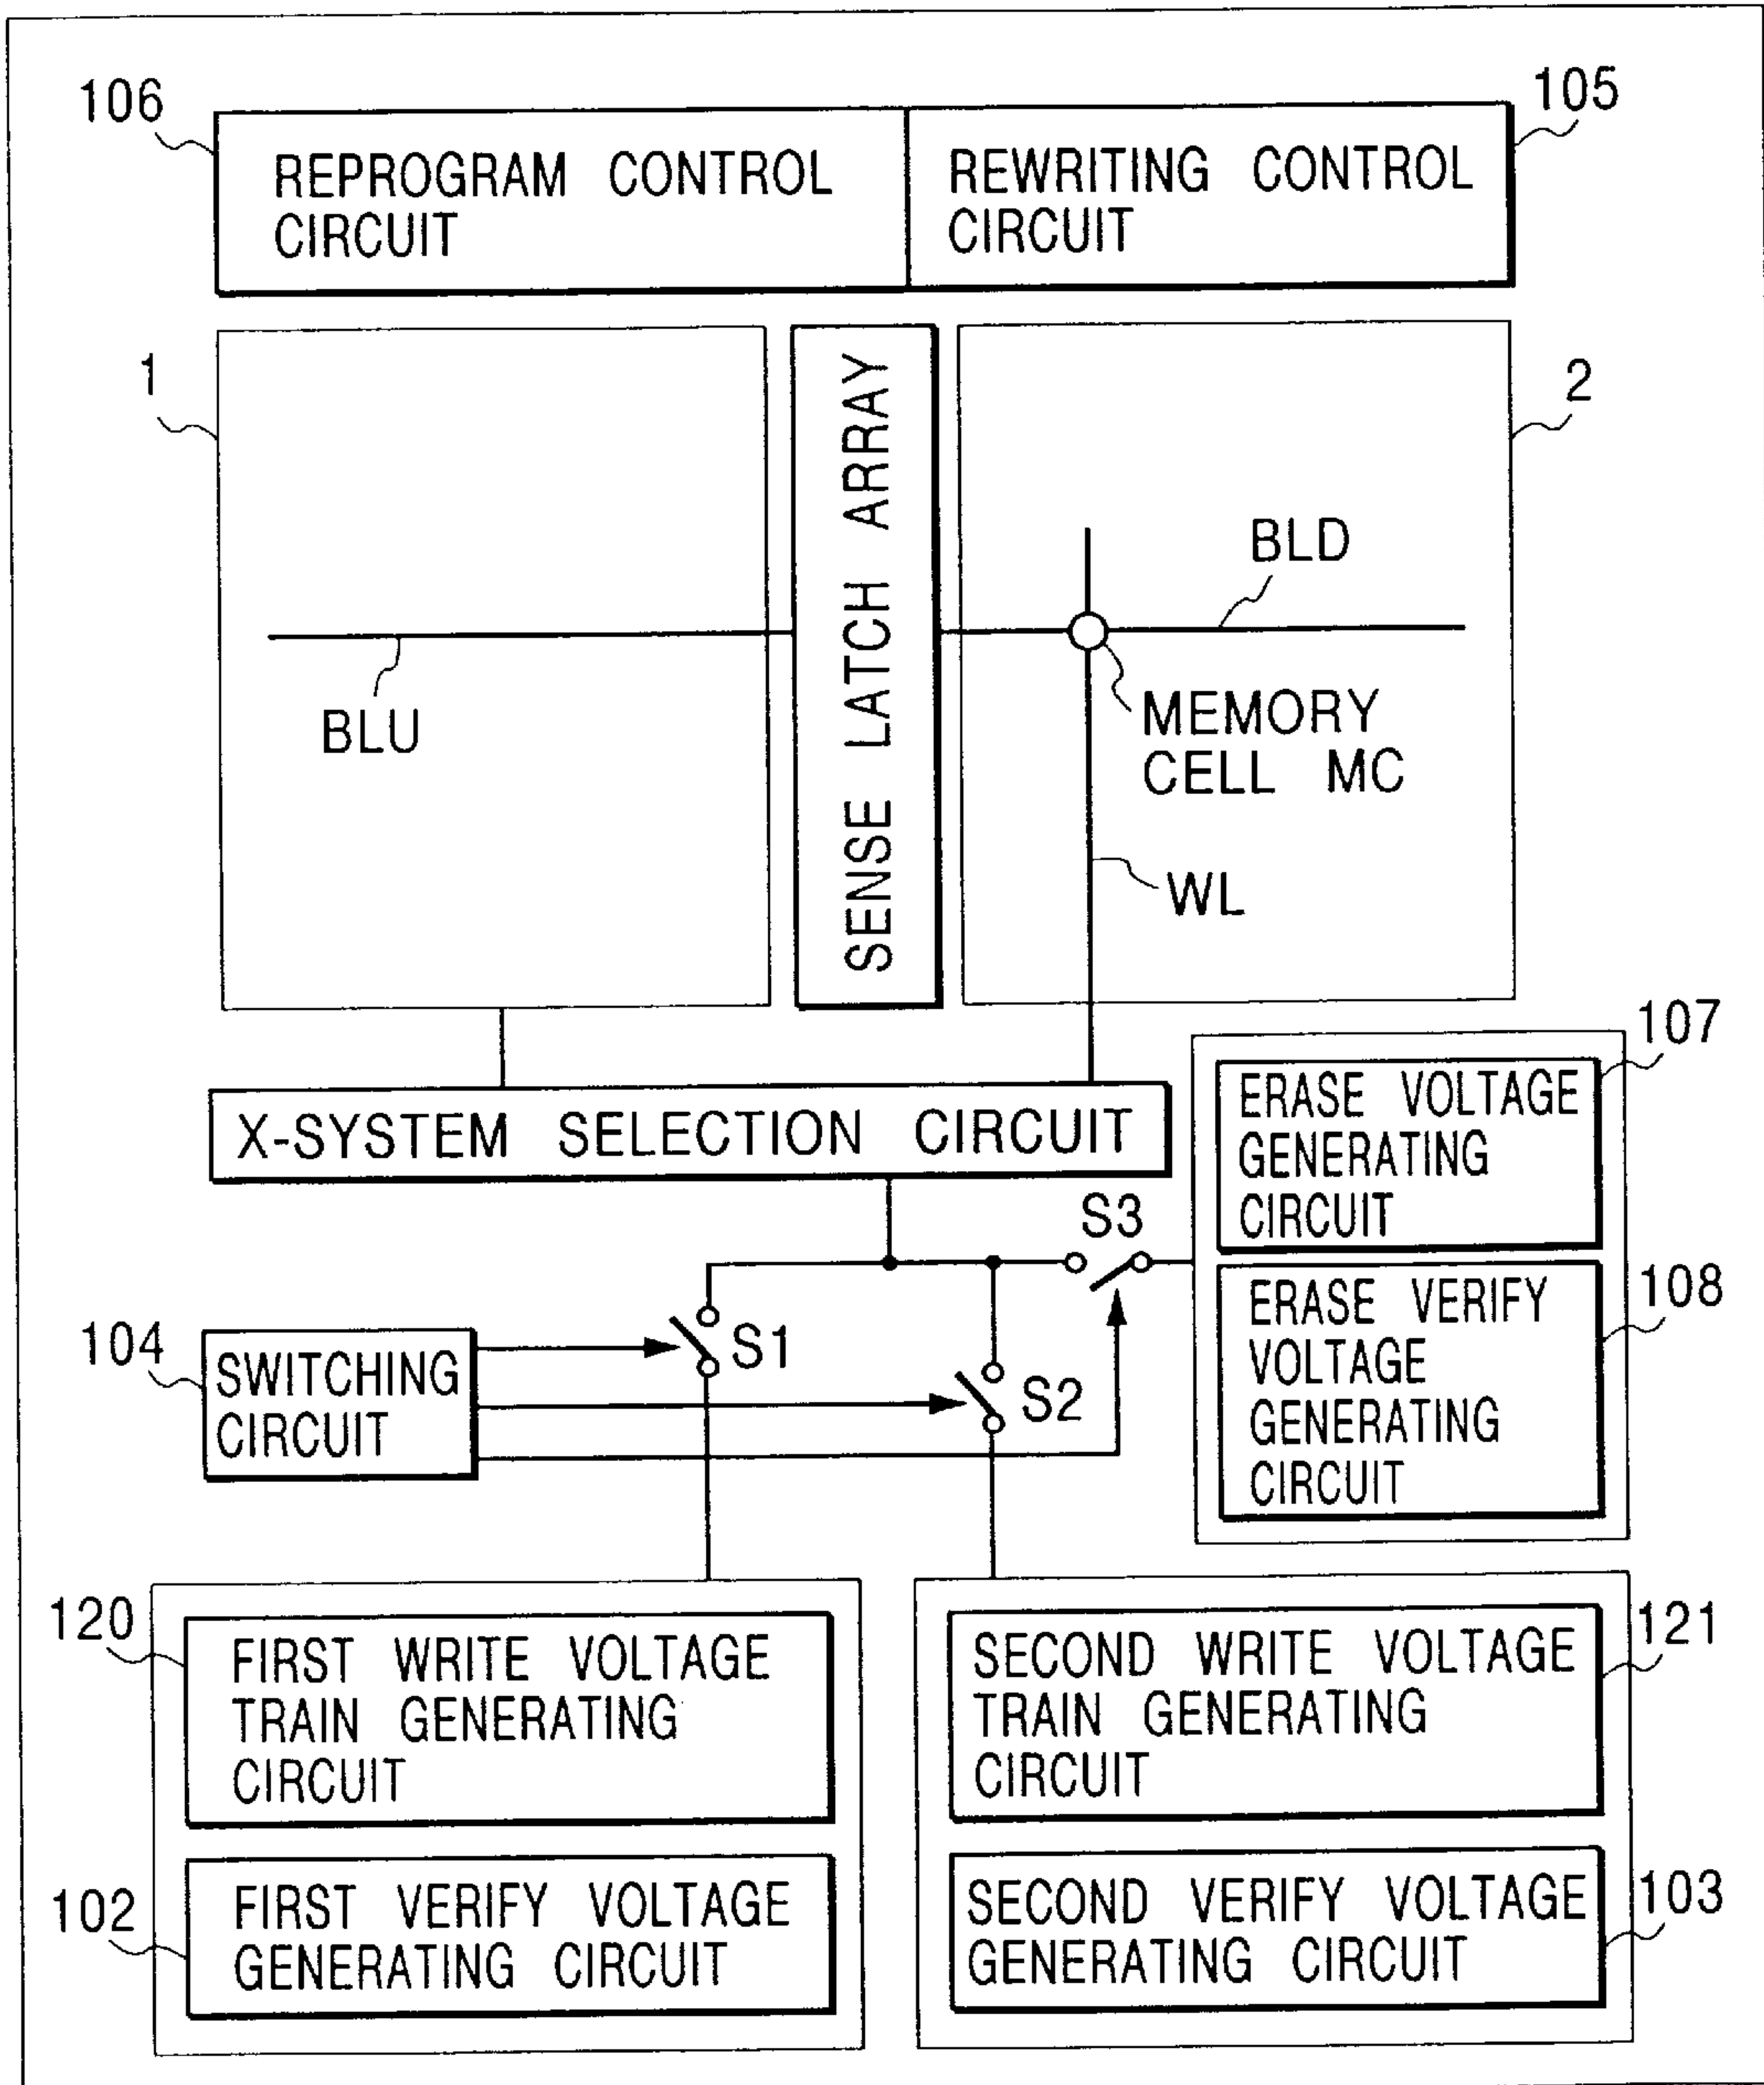 106
105
REPROGRAM CONTROL
CIRCUIT
REWRITING CONTROL
CIRCUIT
1
2
SENSE LATCH ARRAY
BLD
BLU
MEMORY
CELL MC
WL
107
ERASE VOLTAGE
GENERATING
CIRCUIT
X-SYSTEM SELECTION CIRCUIT
S3
108
ERASE VERIFY
VOLTAGE
GENERATING
CIRCUIT
104
SWITCHING
CIRCUIT
S1
S2
120
FIRST WRITE VOLTAGE
TRAIN GENERATING
CIRCUIT
121
SECOND WRITE VOLTAGE
TRAIN GENERATING
CIRCUIT
102
FIRST VERIFY VOLTAGE
GENERATING CIRCUIT
103
SECOND VERIFY VOLTAGE
GENERATING CIRCUIT